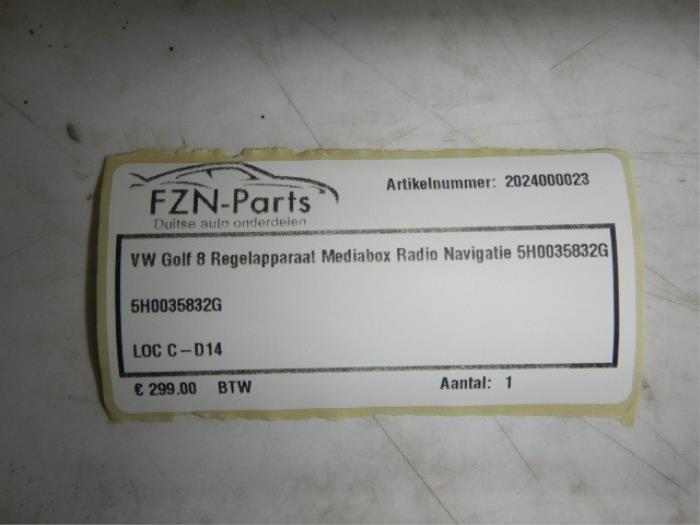 FZN-Parts
Duitse auto onderdelen
Artikelnummer: 2024000023
VW Golf 8 Regelapparaat Mediabox Radio Navigatie 5H0035832G
5H0035832G
LOC C-D14
€ 299.00 BTW
Aantal: 1